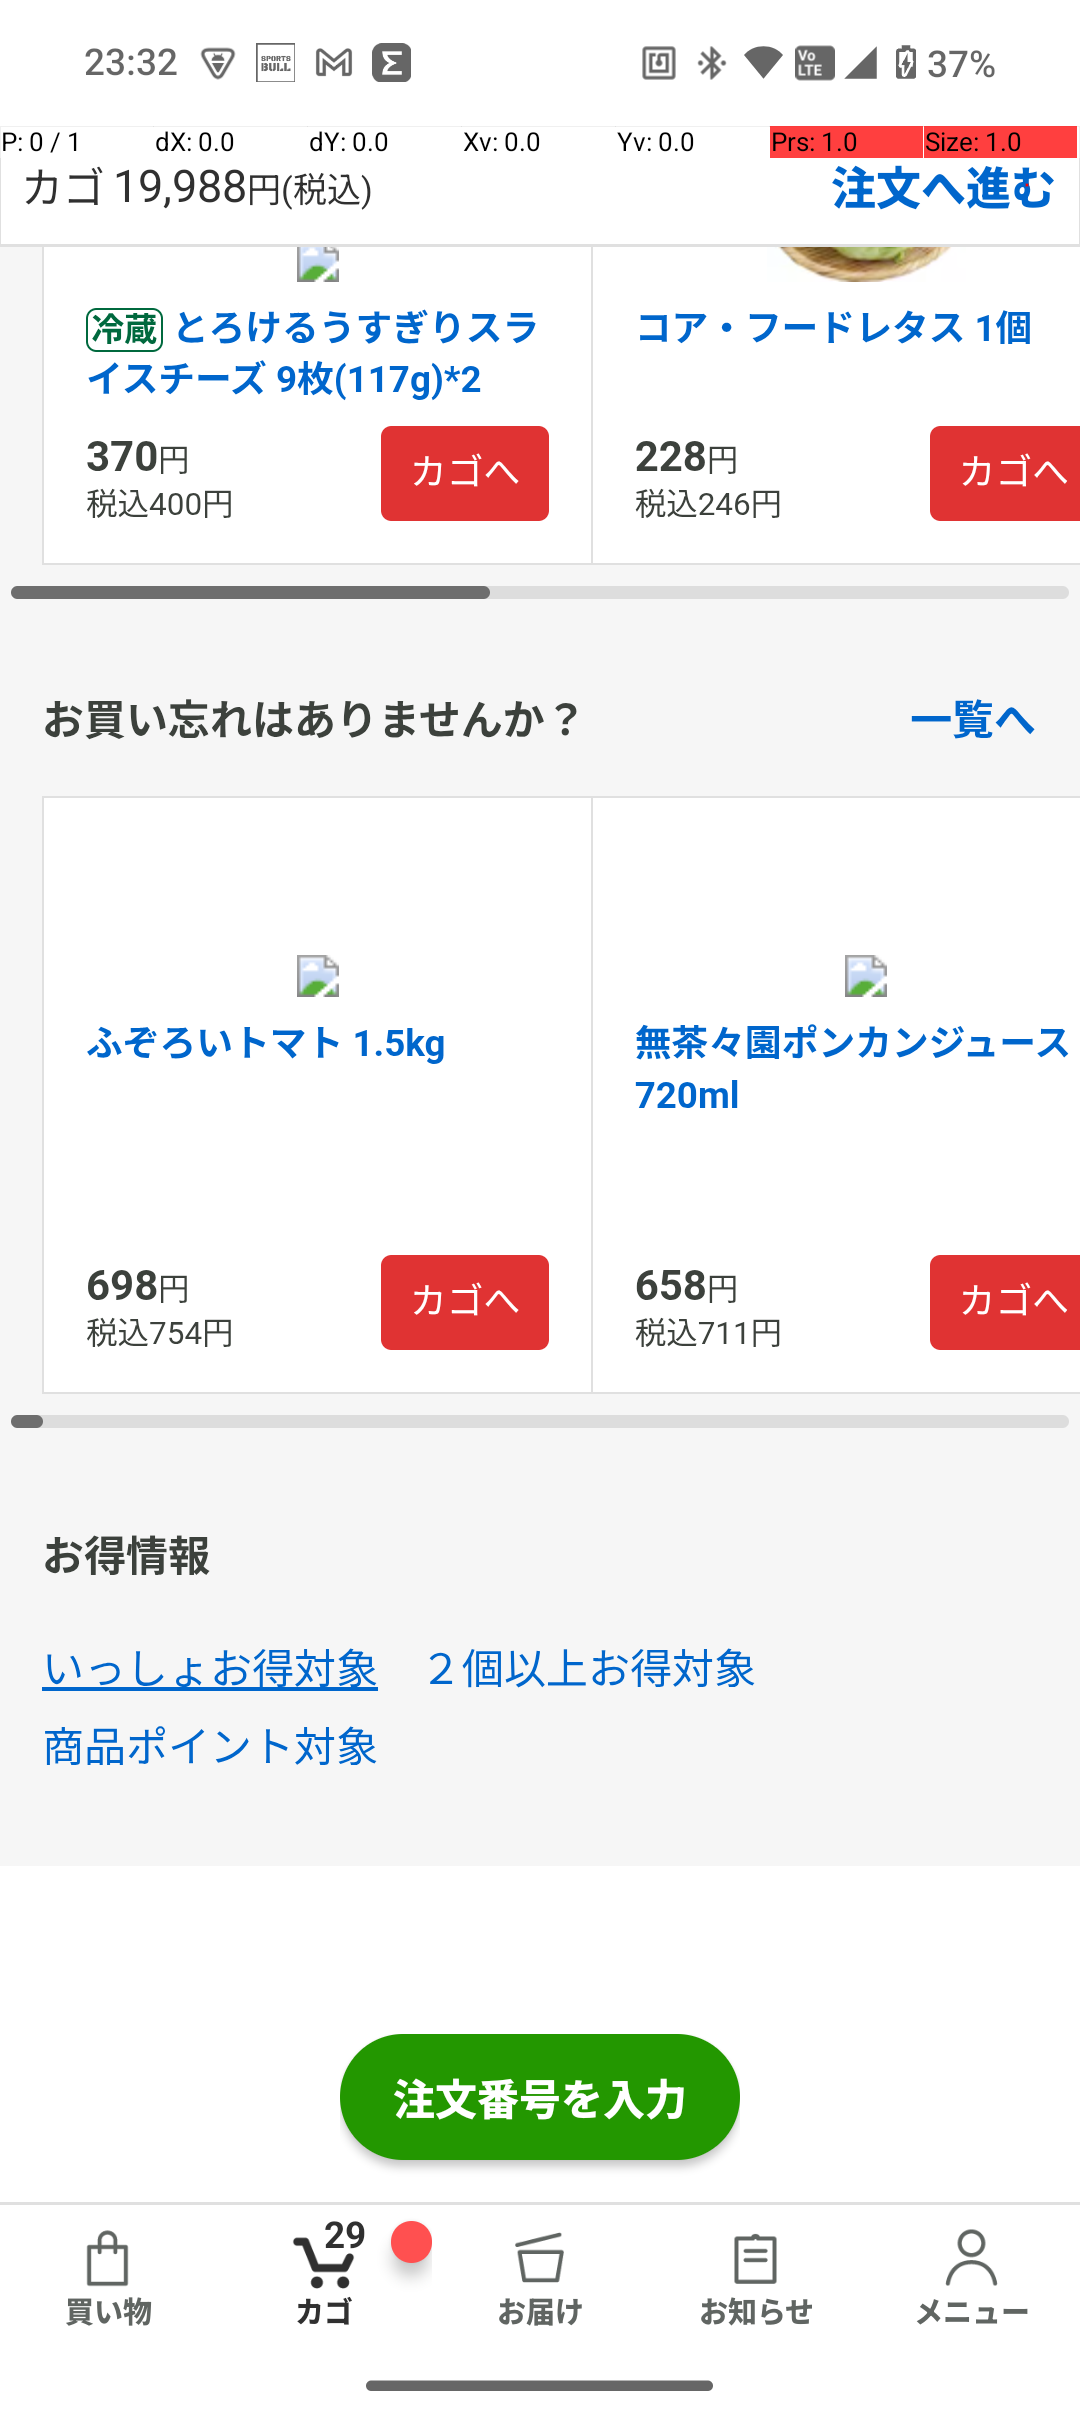 23:32 SPORTS BULL Vo LTE 37%
P: 0 / 1 dX: 0.0 dY: 0.0 Xv: 0.0 Yv: 0.0 Prs: 1.0 Size: 1.0
カゴ 19,988円(税込) 注文へ進む
冷蔵 とろけるうすぎりスラ
イスチーズ 9枚(117g)*2
370円
税込400円
カゴへ
コア・フードレタス 1個
228円
税込246円
カゴへ
お買い忘れはありませんか？ 一覧へ
ふぞろいトマト 1.5kg
698円
税込754円
カゴへ
無茶々園ポンカンジュース
720ml
658円
税込711円
カゴへ
お得情報
いっしょお得対象 ２個以上お得対象
商品ポイント対象
注文番号を入力
29
買い物 カゴ お届け お知らせ メニュー